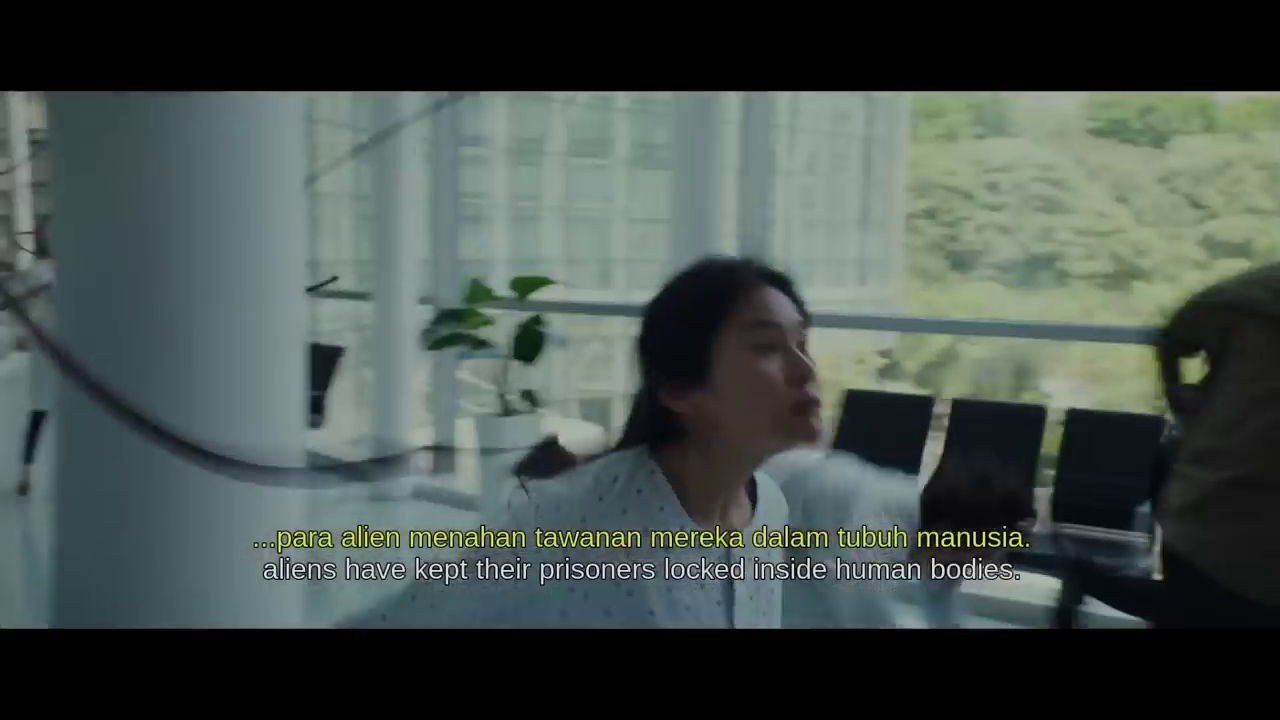 ...para alien menahan tawanan mereka dalam tubuh manusia.
aliens have kept their prisoners locked inside human bodies.